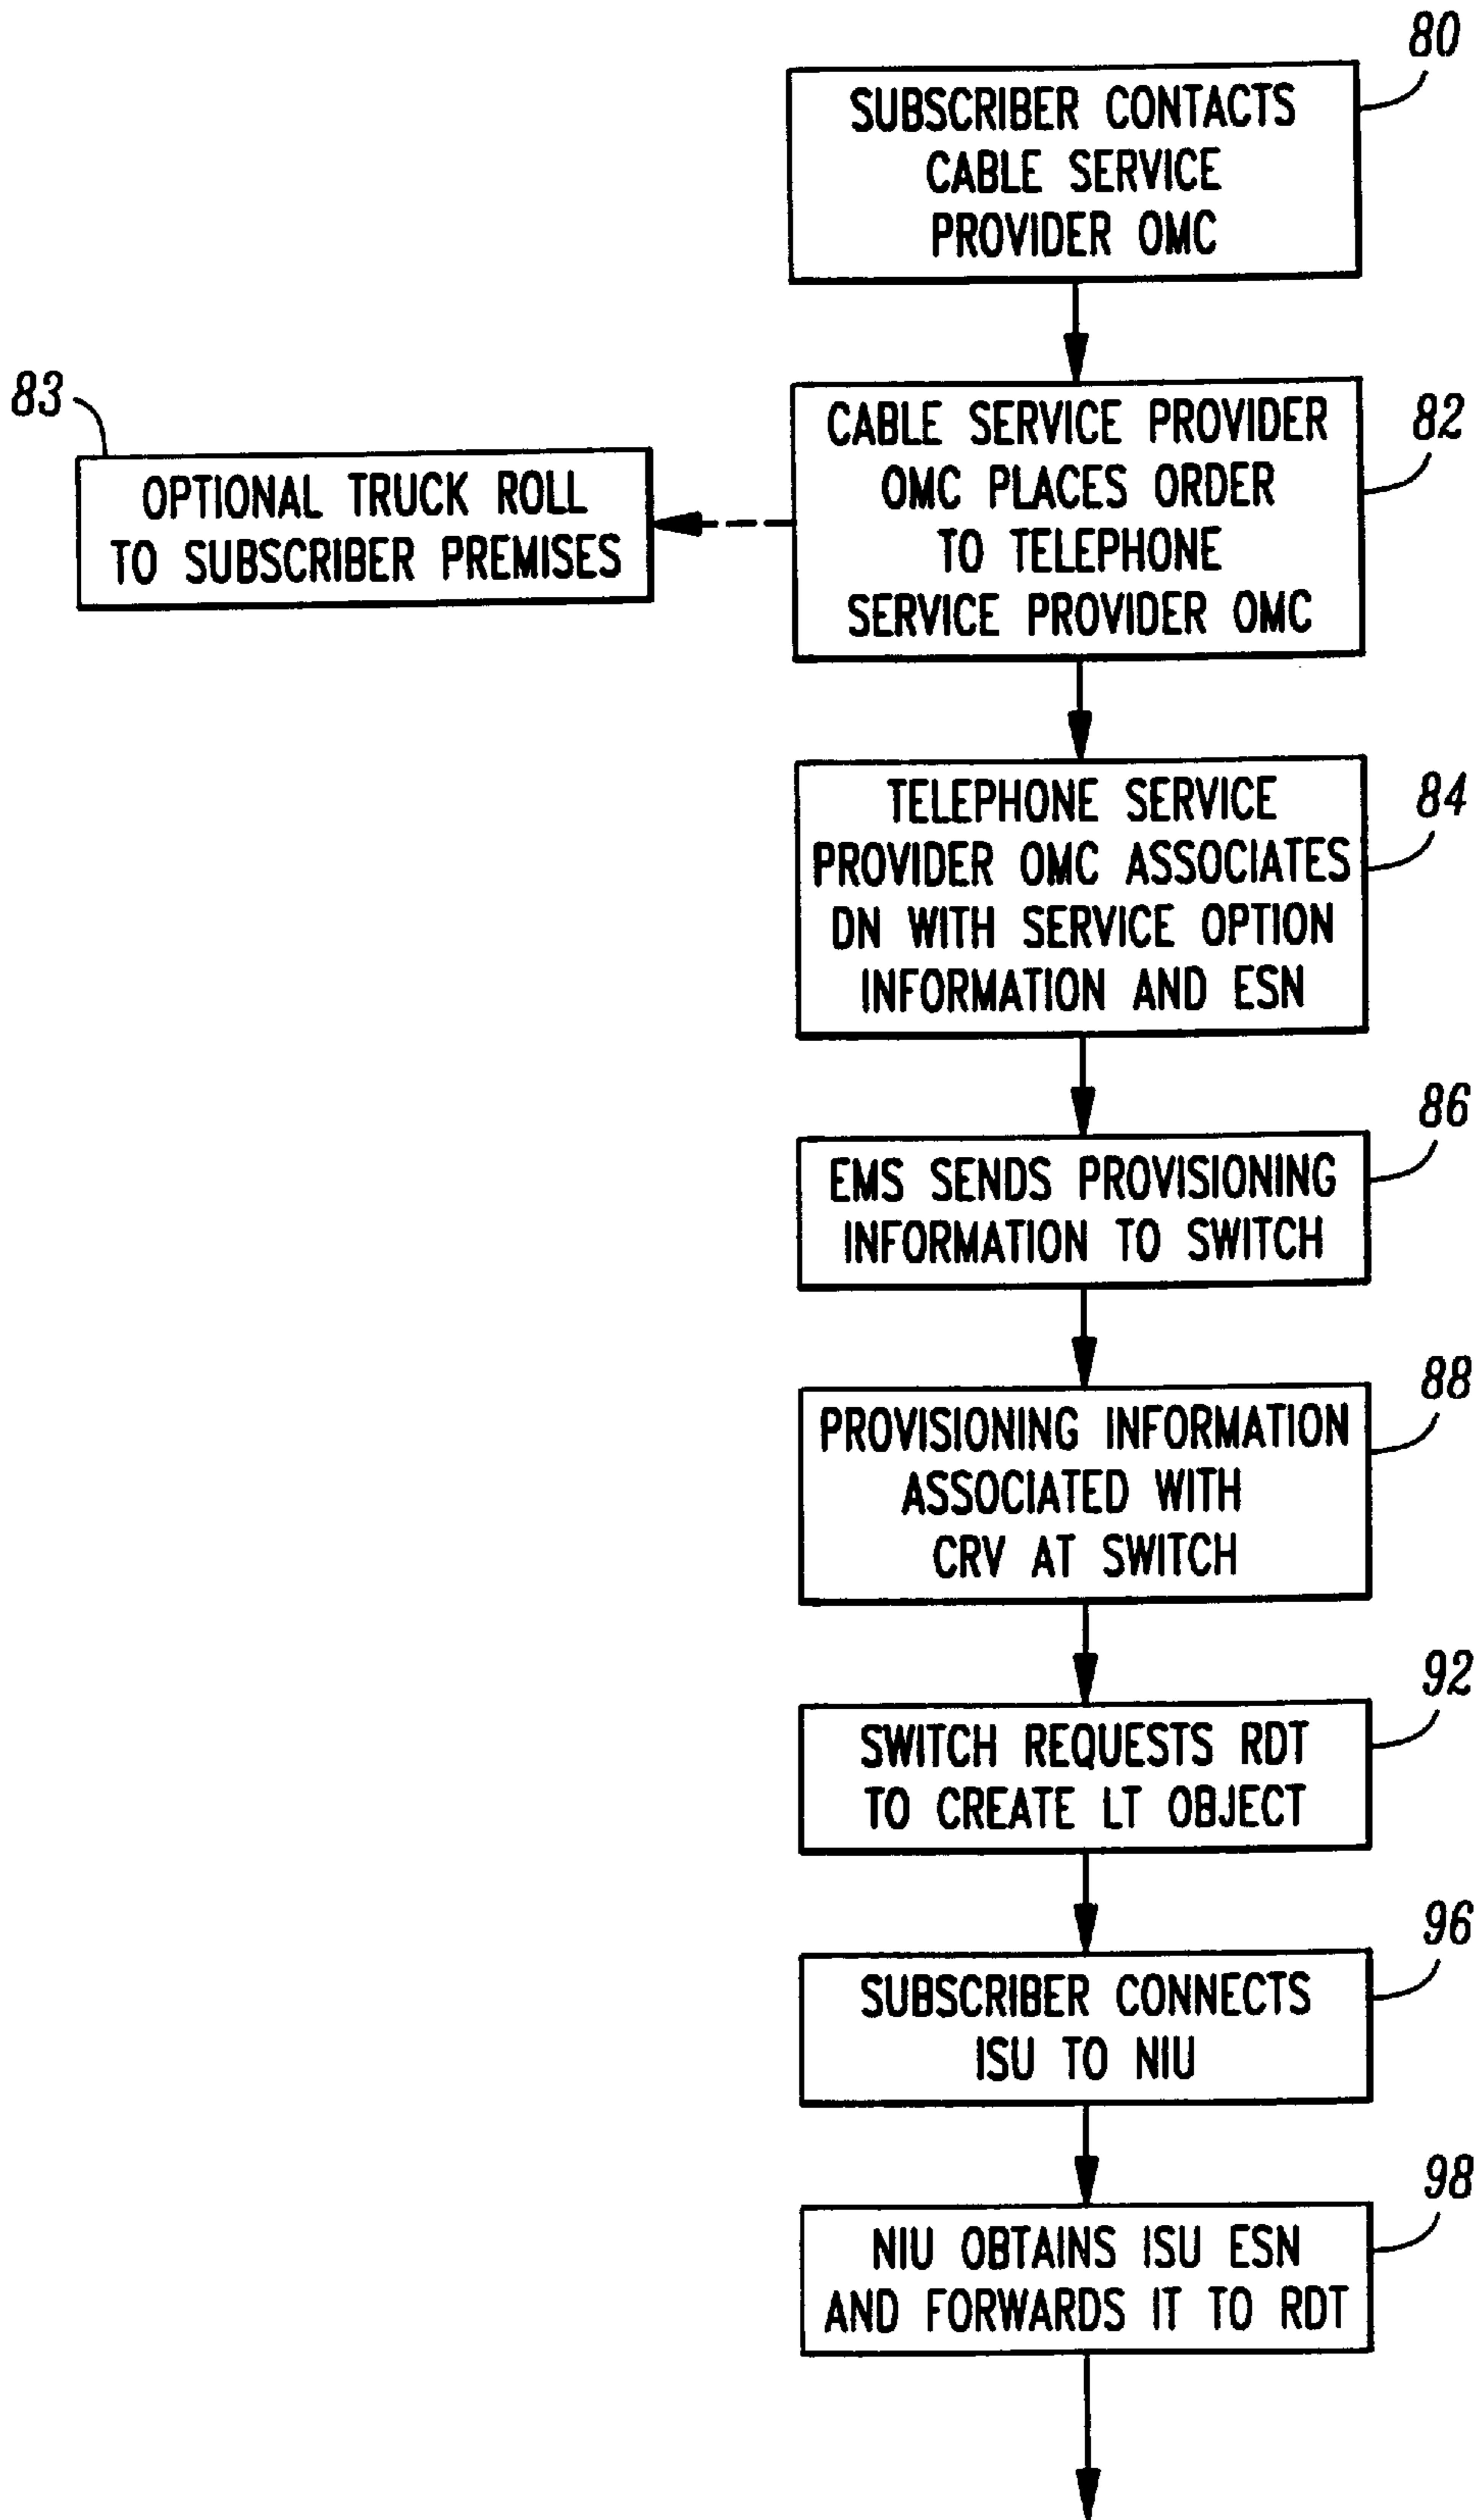 80
SUBSCRIBER CONTACTS
CABLE SERVICE
PROVIDER OMC
83
OPTIONAL TRUCK ROLL
TO SUBSCRIBER PREMISES
82
CABLE SERVICE PROVIDER
OMC PLACES ORDER
TO TELEPHONE
SERVICE PROVIDER OMC
84
TELEPHONE SERVICE
PROVIDER OMC ASSOCIATES
DN WITH SERVICE OPTION
INFORMATION AND ESN
86
EMS SENDS PROVISIONING
INFORMATION TO SWITCH
88
PROVISIONING INFORMATION
ASSOCIATED WITH
CRV AT SWITCH
92
SWITCH REQUESTS RDT
TO CREATE LT OBJECT
96
SUBSCRIBER CONNECTS
ISU TO NIU
98
NIU OBTAINS ISU ESN
AND FORWARDS IT TO RDT